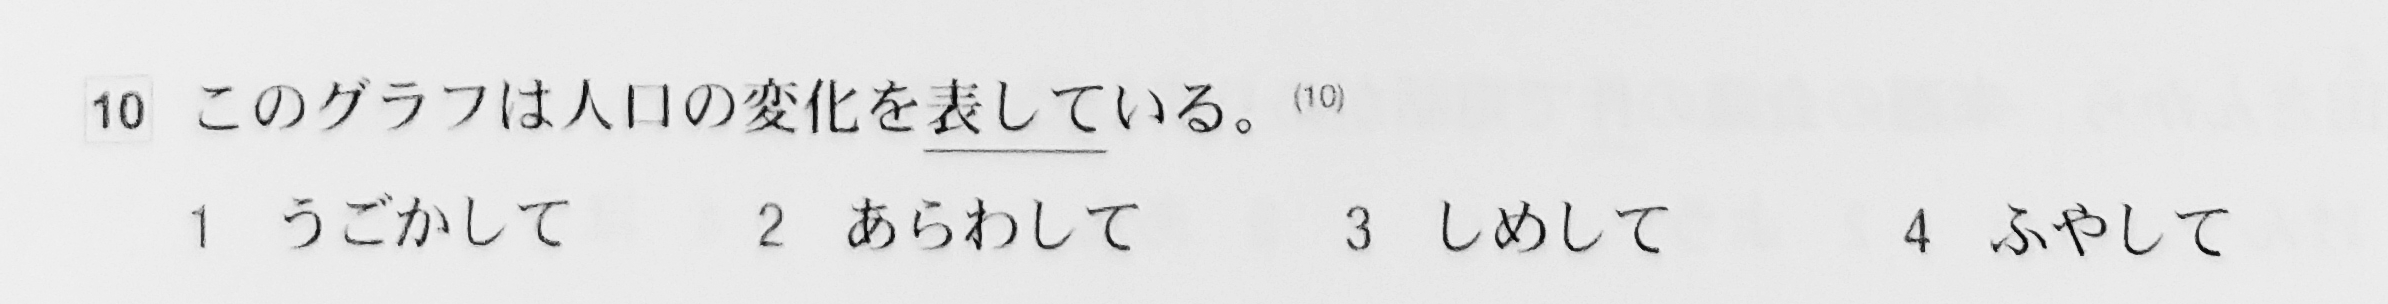 10 このグラフは人口の変化を表している。(10)
1 うごかして 2 あらわして 3 しめして 4 ふやして